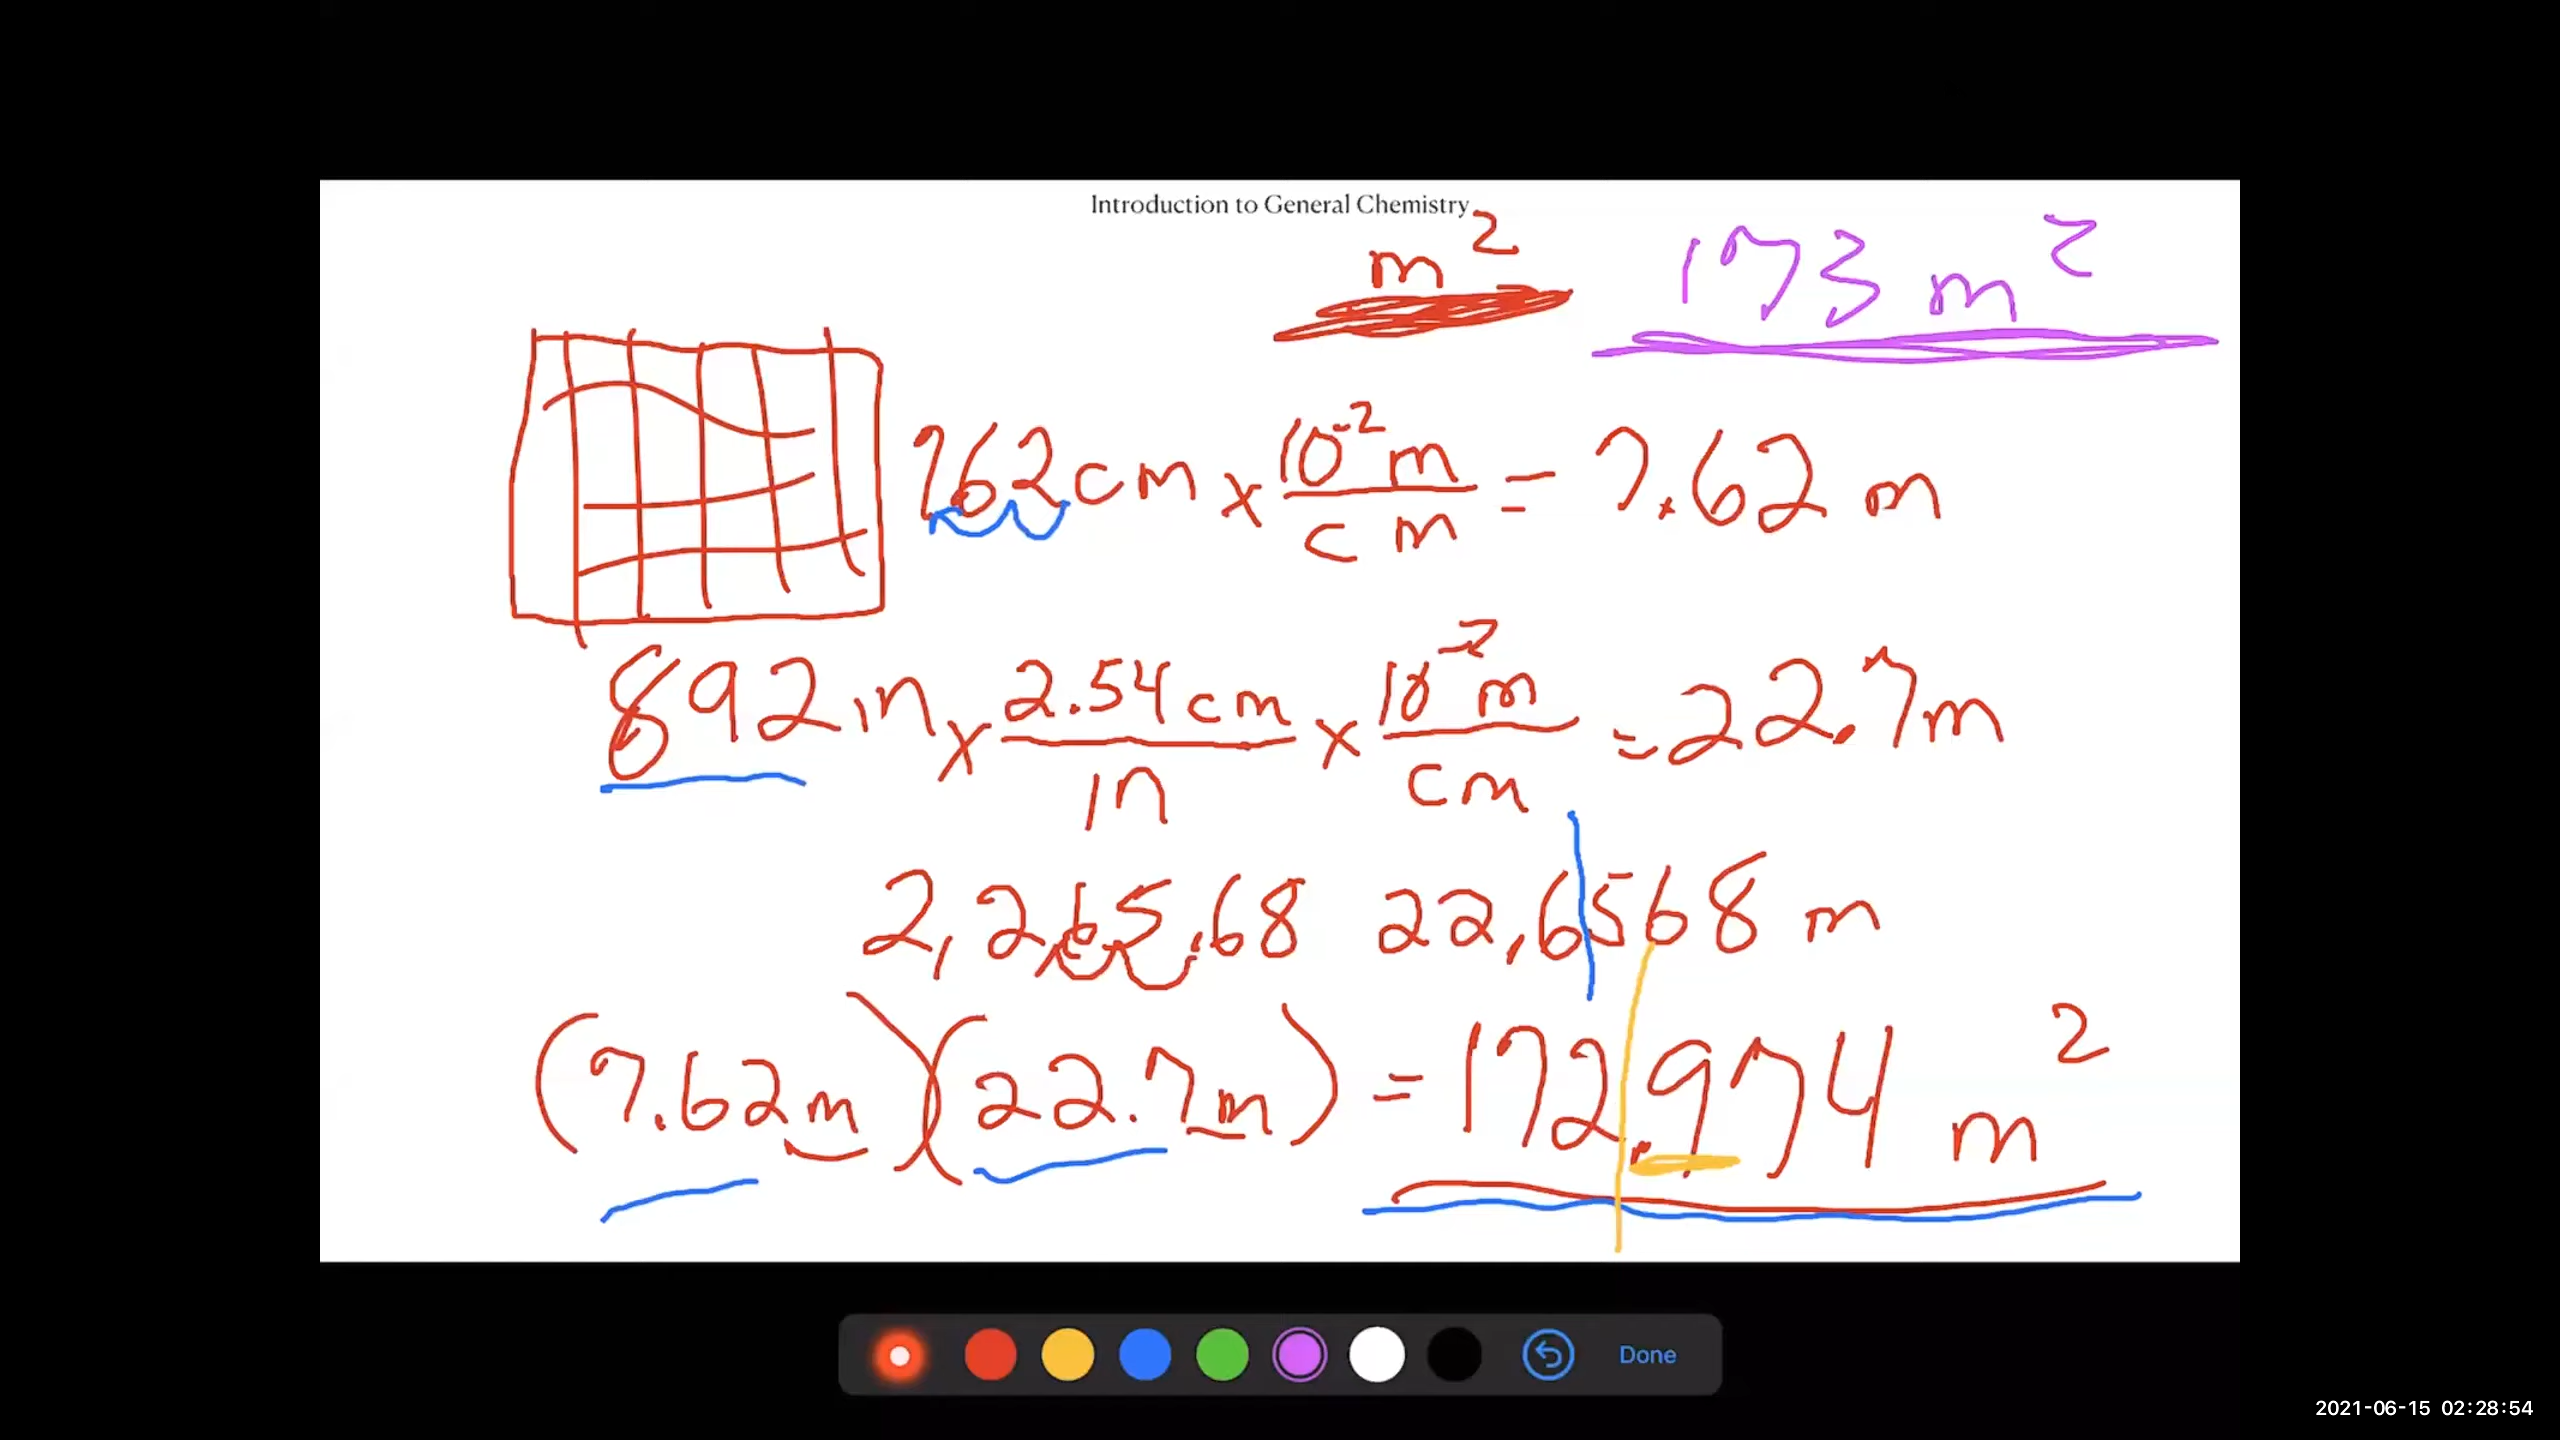 Introduction to General Chemistry
m² 173 m²
762 cm x 10⁻² m / cm = 7.62 m
892 in x 2.54 cm / in x 10⁻² m / cm = 22.7 m
2,265.68 22,6568 m
(7.62 m)(22.7 m) = 172.974 m²
Done
2021-06-15 02:28:54